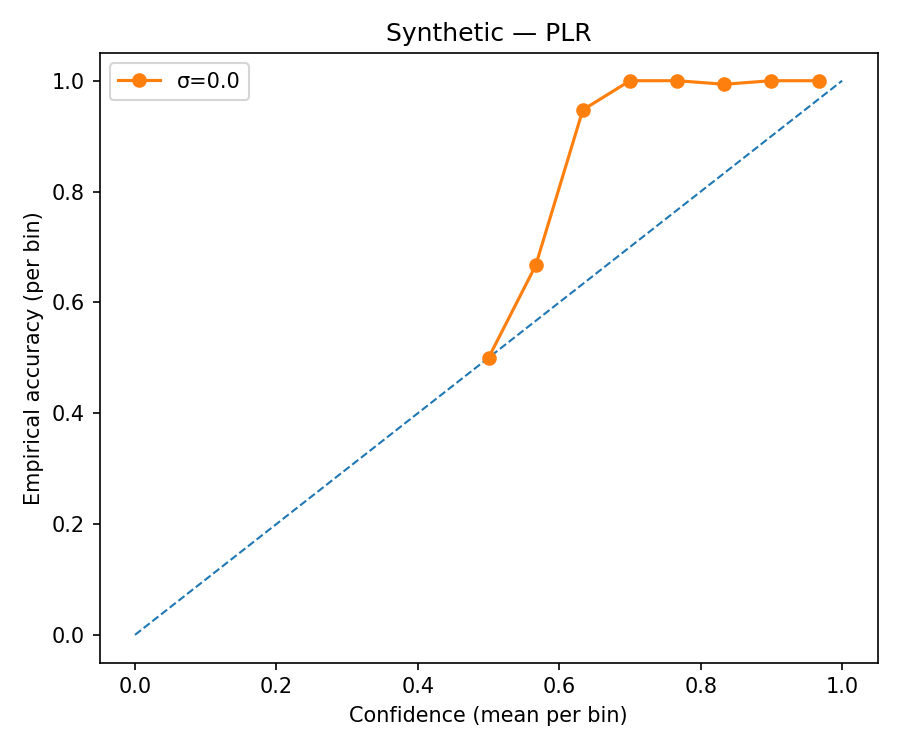 Synthetic — PLR
σ=0.0
1.0
0.8
0.6
0.4
0.2
0.0
Empirical accuracy (per bin)
0.0 0.2 0.4 0.6 0.8 1.0
Confidence (mean per bin)